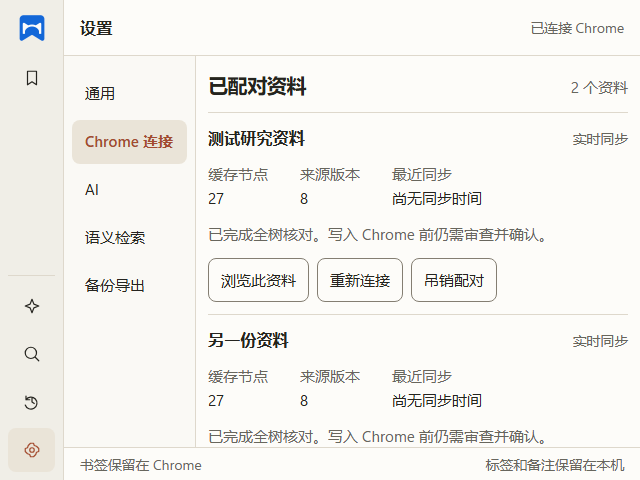 设置
已连接 Chrome
通用
Chrome 连接
AI
语义检索
备份导出
已配对资料
2 个资料
测试研究资料
实时同步
缓存节点 来源版本 最近同步
27 8 尚无同步时间
已完成全树核对。写入 Chrome 前仍需审查并确认。
浏览此资料 重新连接 吊销配对
另一份资料
实时同步
缓存节点 来源版本 最近同步
27 8 尚无同步时间
已完成全树核对。写入 Chrome 前仍需审查并确认。
书签保留在 Chrome
标签和备注保留在本机